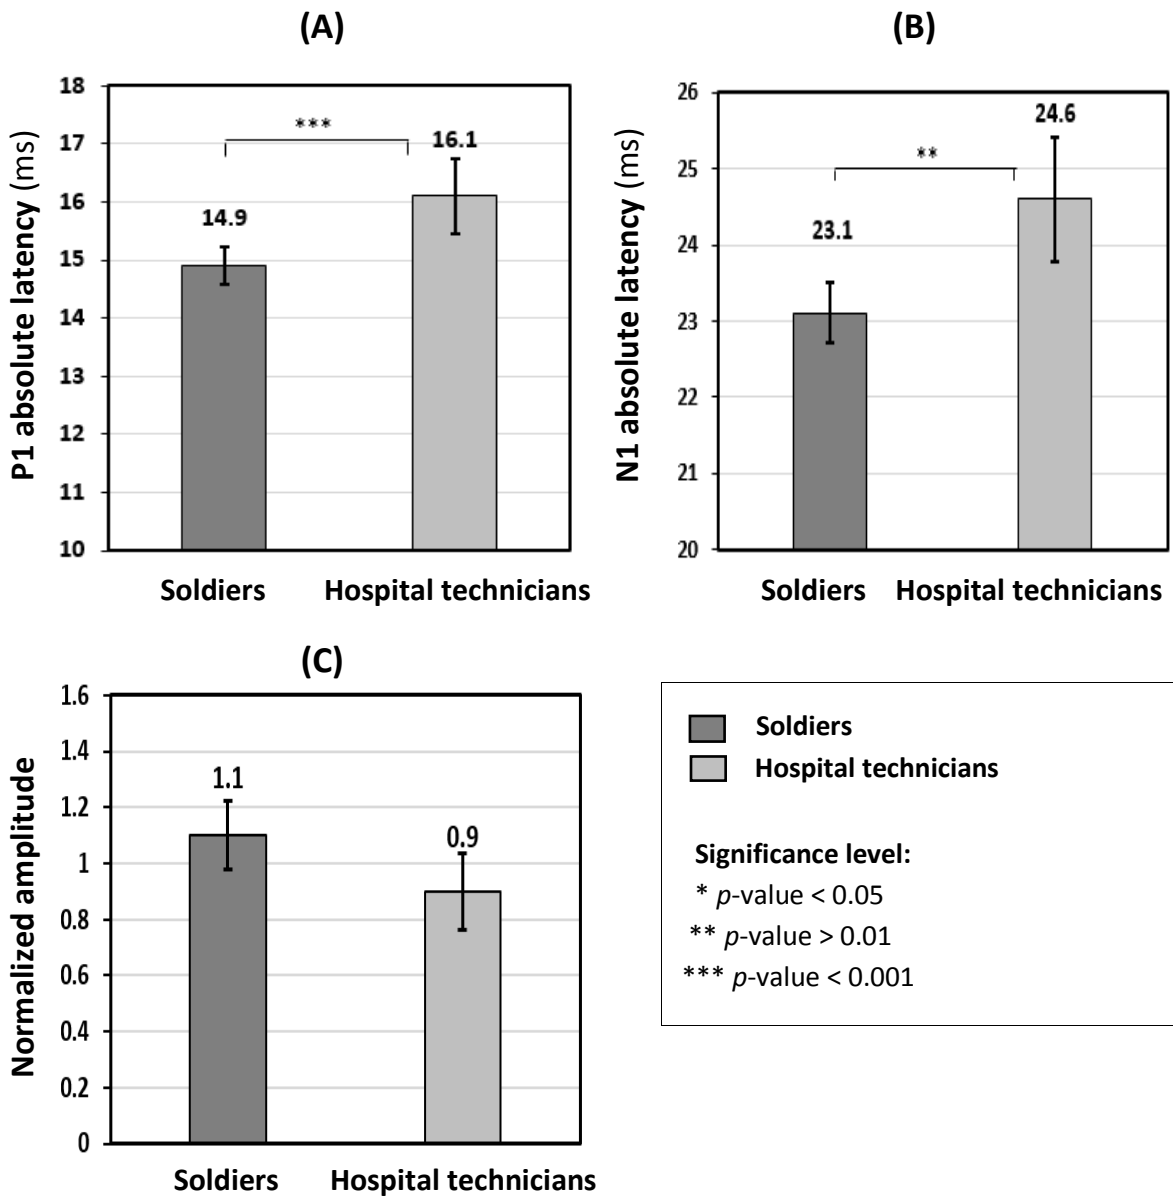 (A)
P1 absolute latency (ms)
18
17
16
15
14
13
12
11
10
***
14.9
16.1
Soldiers
Hospital technicians
(B)
N1 absolute latency (ms)
26
25
24
23
22
21
20
**
23.1
24.6
Soldiers
Hospital technicians
(C)
Normalized amplitude
1.6
1.4
1.2
1
0.8
0.6
0.4
0.2
0
1.1
0.9
Soldiers
Hospital technicians
Soldiers
Hospital technicians
Significance level:
* p-value < 0.05
** p-value > 0.01
*** p-value < 0.001